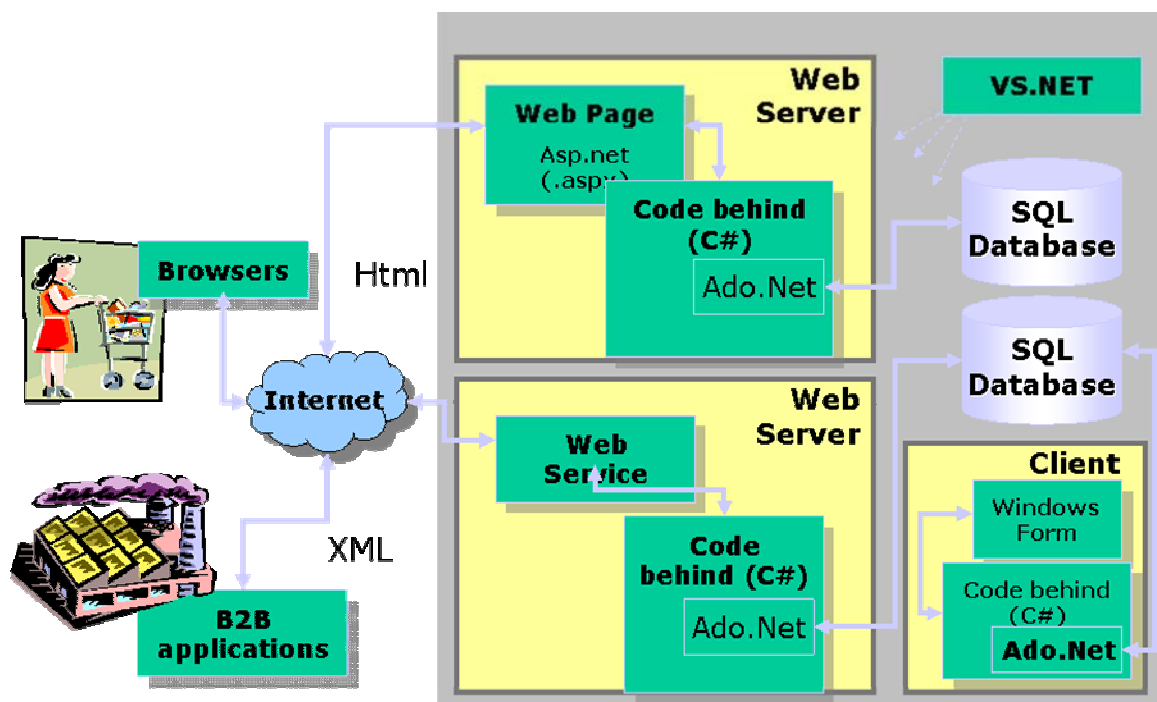 Web
Server
Web Page
Asp.net
(.aspx)
Code behind
(C#)
Ado.Net
VS.NET
SQL
Database
Browsers
Html
Internet
XML
B2B
applications
Web
Server
Web
Service
Code
behind (C#)
Ado.Net
SQL
Database
Client
Windows
Form
Code behind
(C#)
Ado.Net